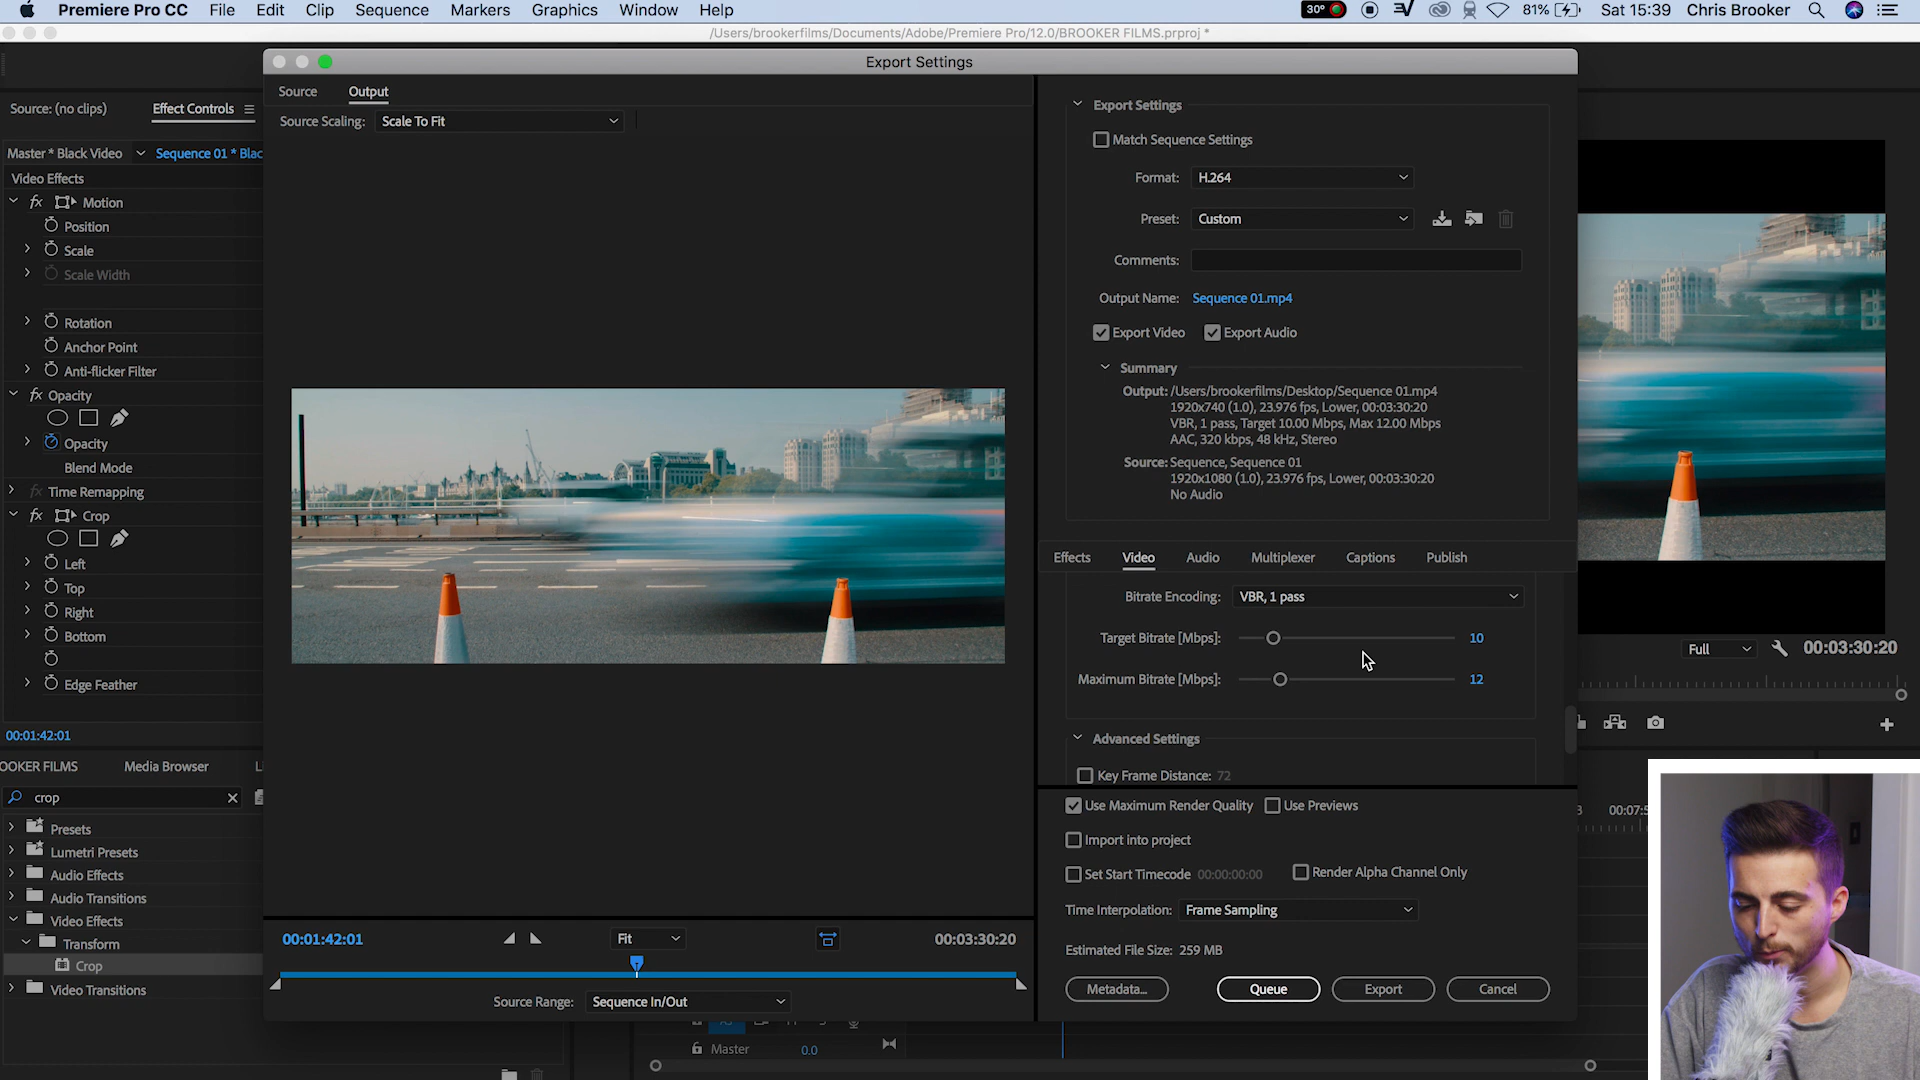 Premiere Pro CC File Edit Clip Sequence Markers Graphics Window Help 30° 81% Sat 15:39 Chris Brooker
/Users/brookerfilms/Documents/Adobe/Premiere Pro/12.0/BROOKER FILMS.prproj *
Export Settings
Source: (no clips) Effect Controls
Master * Black Video Sequence 01 * Blac
Video Effects
fx Motion
Position
Scale
Scale Width
Rotation
Anchor Point
Anti-flicker Filter
fx Opacity
Opacity
Blend Mode
fx Time Remapping
fx Crop
Left
Top
Right
Bottom
Edge Feather
00:01:42:01
OOKER FILMS Media Browser
crop
Presets
Lumetri Presets
Audio Effects
Audio Transitions
Video Effects
Transform
Crop
Video Transitions
Source Output
Source Scaling: Scale To Fit
00:01:42:01 Fit 00:03:30:20
Source Range: Sequence In/Out
Master 0.0
Export Settings
Match Sequence Settings
Format: H.264
Preset: Custom
Comments:
Output Name: Sequence 01.mp4
Export Video Export Audio
Summary
Output: /Users/brookerfilms/Desktop/Sequence 01.mp4
1920x740 (1.0), 23.976 fps, Lower, 00:03:30:20
VBR, 1 pass, Target 10.00 Mbps, Max 12.00 Mbps
AAC, 320 kbps, 48 kHz, Stereo
Source: Sequence, Sequence 01
1920x1080 (1.0), 23.976 fps, Lower, 00:03:30:20
No Audio
Effects Video Audio Multiplexer Captions Publish
Bitrate Encoding: VBR, 1 pass
Target Bitrate [Mbps]: 10
Maximum Bitrate [Mbps]: 12
Advanced Settings
Key Frame Distance: 72
Use Maximum Render Quality Use Previews
Import into project
Set Start Timecode 00:00:00:00 Render Alpha Channel Only
Time Interpolation: Frame Sampling
Estimated File Size: 259 MB
Metadata... Queue Export Cancel
Full 00:03:30:20